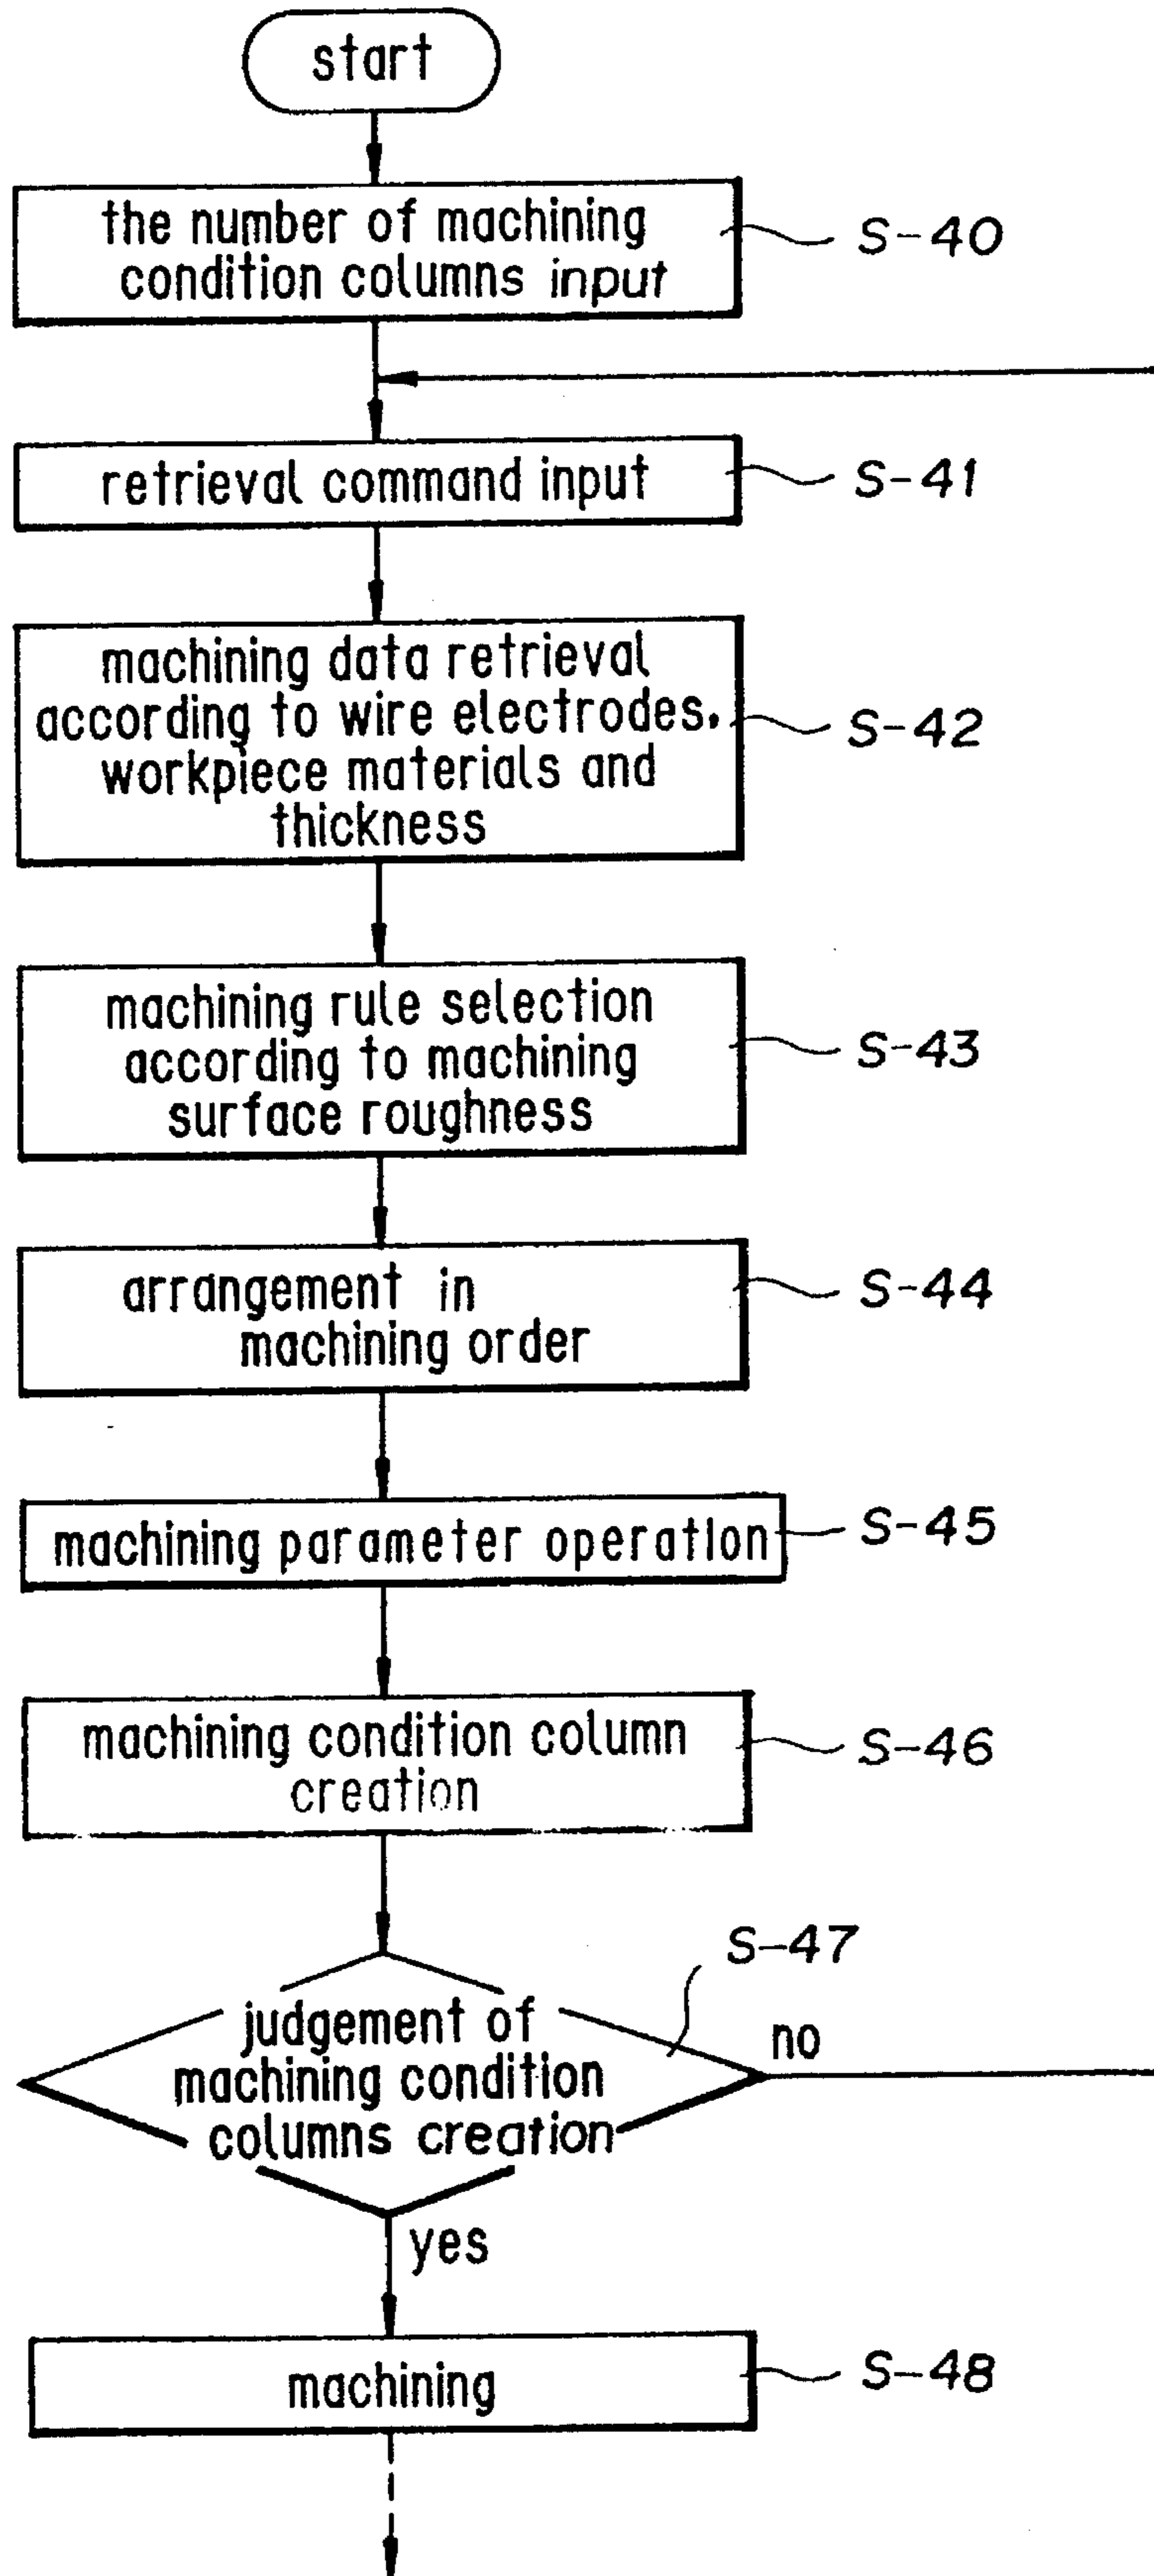 start
the number of machining
condition columns input
S-40
retrieval command input
S-41
machining data retrieval
according to wire electrodes.
workpiece materials and
thickness
S-42
machining rule selection
according to machining
surface roughness
S-43
arrangement in
machining order
S-44
machining parameter operation
S-45
machining condition column
creation
S-46
S-47
judgement of
machining condition
columns creation
no
yes
machining
S-48